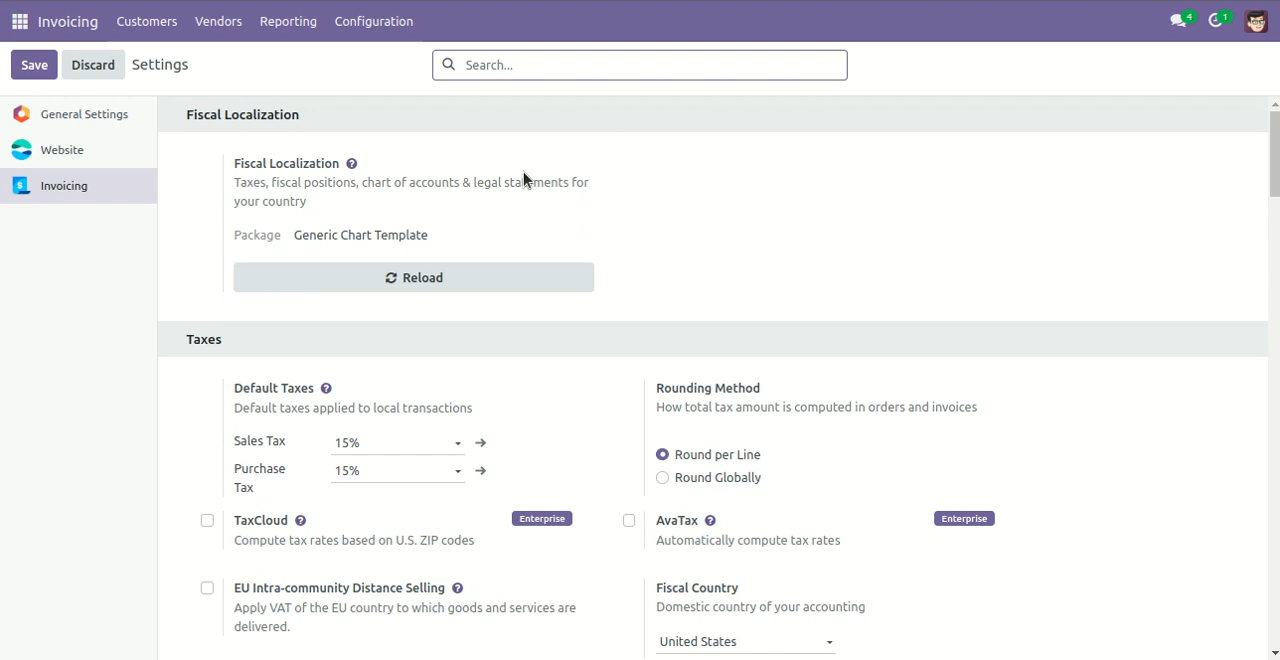 Invoicing Customers Vendors Reporting Configuration 4 1
Save Discard Settings Search...
General Settings
Website
Invoicing
Fiscal Localization
Fiscal Localization ?
Taxes, fiscal positions, chart of accounts & legal statements for
your country
Package Generic Chart Template
Reload
Taxes
Default Taxes ?
Default taxes applied to local transactions
Sales Tax 15%
Purchase 15%
Tax
Rounding Method
How total tax amount is computed in orders and invoices
Round per Line
Round Globally
TaxCloud ? Enterprise
Compute tax rates based on U.S. ZIP codes
AvaTax ? Enterprise
Automatically compute tax rates
EU Intra-community Distance Selling ?
Apply VAT of the EU country to which goods and services are
delivered.
Fiscal Country
Domestic country of your accounting
United States